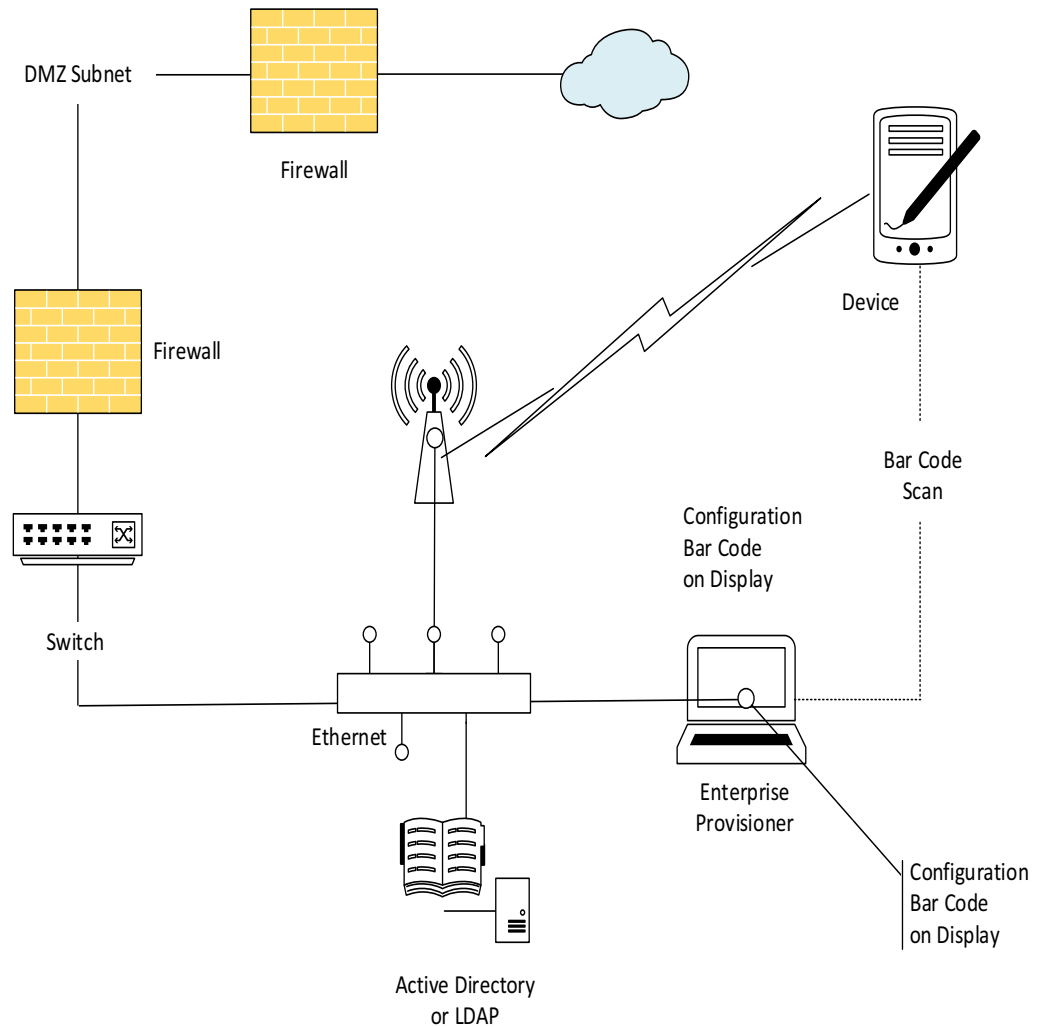 DMZ Subnet
Firewall
Device
Firewall
Bar Code
Scan
Configuration
Bar Code
on Display
Switch
Ethernet
Enterprise
Provisioner
Configuration
Bar Code
on Display
Active Directory
or LDAP